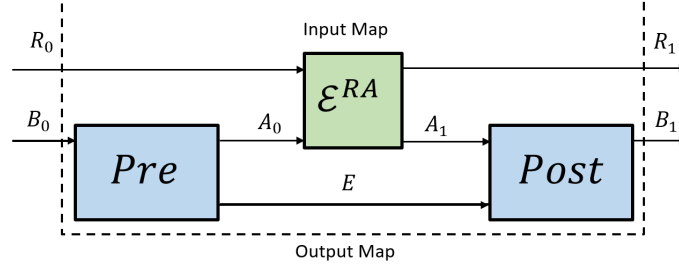 Input Map
R₀
R₁
ℰᴿᴬ
B₀
A₀
A₁
B₁
Pre
Post
E
Output Map